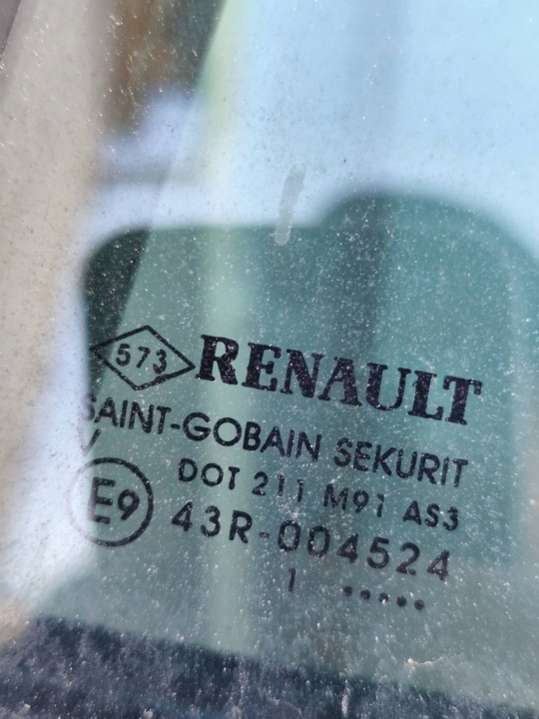 573 RENAULT
SAINT-GOBAIN SEKURIT
V
DOT 211 M91 AS3
E9 43R-004524
1 .....